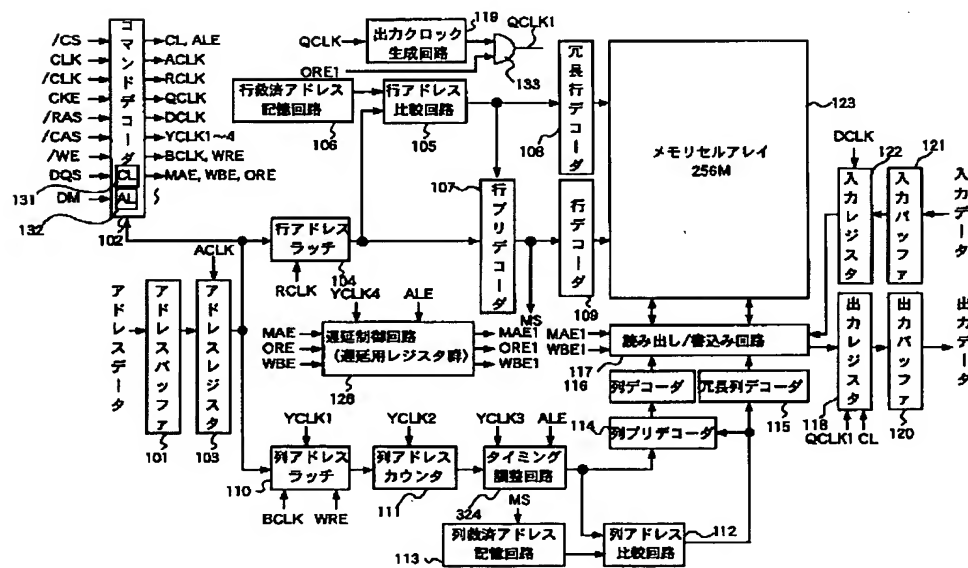 /CS
CLK
/CLK
CKE
/RAS
/CAS
/WE
DQS
DM
コマンドデコーダ
CL
AL
131
132
102
CL, ALE
ACLK
RCLK
QCLK
DCLK
YCLK1〜4
BCLK, WRE
MAE, WBE, ORE
QCLK
出力クロック
生成回路
119
QCLK1
ORE1
133
行救済アドレス
記憶回路
106
行アドレス
比較回路
105
冗長行デコーダ
108
メモリセルアレイ
256M
123
107
行プリデコーダ
行デコーダ
109
MS
行アドレス
ラッチ
104
RCLK
DCLK
122
121
入力レジスタ
入力バッファ
入力データ
アドレスデータ
アドレスバッファ
101
ACLK
アドレスレジスタ
103
YCLK4
ALE
MAE
ORE
WBE
遅延制御回路
(遅延用レジスタ群)
126
MAE1
ORE1
WBE1
MAE1
WBE1
読み出し/書込み回路
117
116
列デコーダ
冗長列デコーダ
115
114
列プリデコーダ
出力レジスタ
118
QCLK1 CL
出力バッファ
120
出力データ
YCLK1
列アドレス
ラッチ
110
BCLK
WRE
YCLK2
列アドレス
カウンタ
111
YCLK3
ALE
タイミング
調整回路
324
MS
列救済アドレス
記憶回路
113
列アドレス
比較回路
112